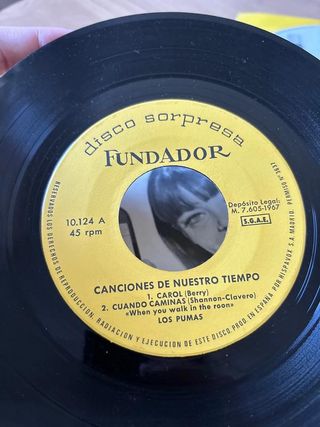 disco sorpresa
FUNDADOR
10.124 A
45 rpm
Depósito Legal:
M. 7.605-1967
S.G.A.E.
CANCIONES DE NUESTRO TIEMPO
1. CAROL (Berry)
2. CUANDO CAMINAS (Shannon-Clavero)
«When you walk in the roon»
LOS PUMAS
RESERVADOS LOS DERECHOS DE REPRODUCCION, RADIACION Y EJECUCION DE ESTE DISCO. PROD. EN ESPAÑA POR HISPAVOX S.A. MADRID. PERMISO N.º 3637